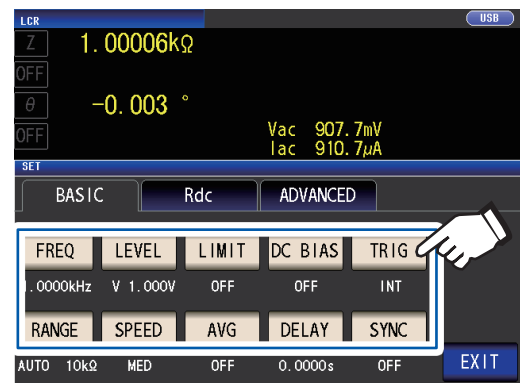 LCR USB
Z 1.00006kΩ
OFF
θ -0.003 °
OFF
Vac 907.7mV
Iac 910.7μA
SET
BASIC Rdc ADVANCED
FREQ LEVEL LIMIT DC BIAS TRIG
1.0000kHz V 1.000V OFF OFF INT
RANGE SPEED AVG DELAY SYNC
AUTO 10kΩ MED OFF 0.0000s OFF
EXIT